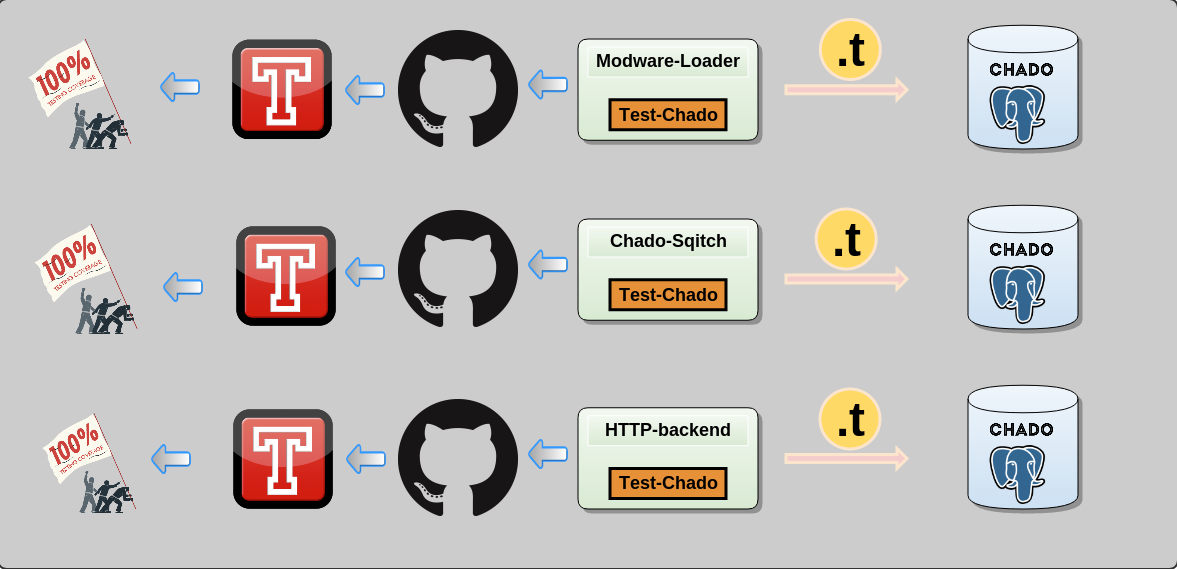 100%
TESTING COVERAGE
T
Modware-Loader
Test-Chado
.t
CHADO
100%
TESTING COVERAGE
T
Chado-Sqitch
Test-Chado
.t
CHADO
100%
TESTING COVERAGE
T
HTTP-backend
Test-Chado
.t
CHADO